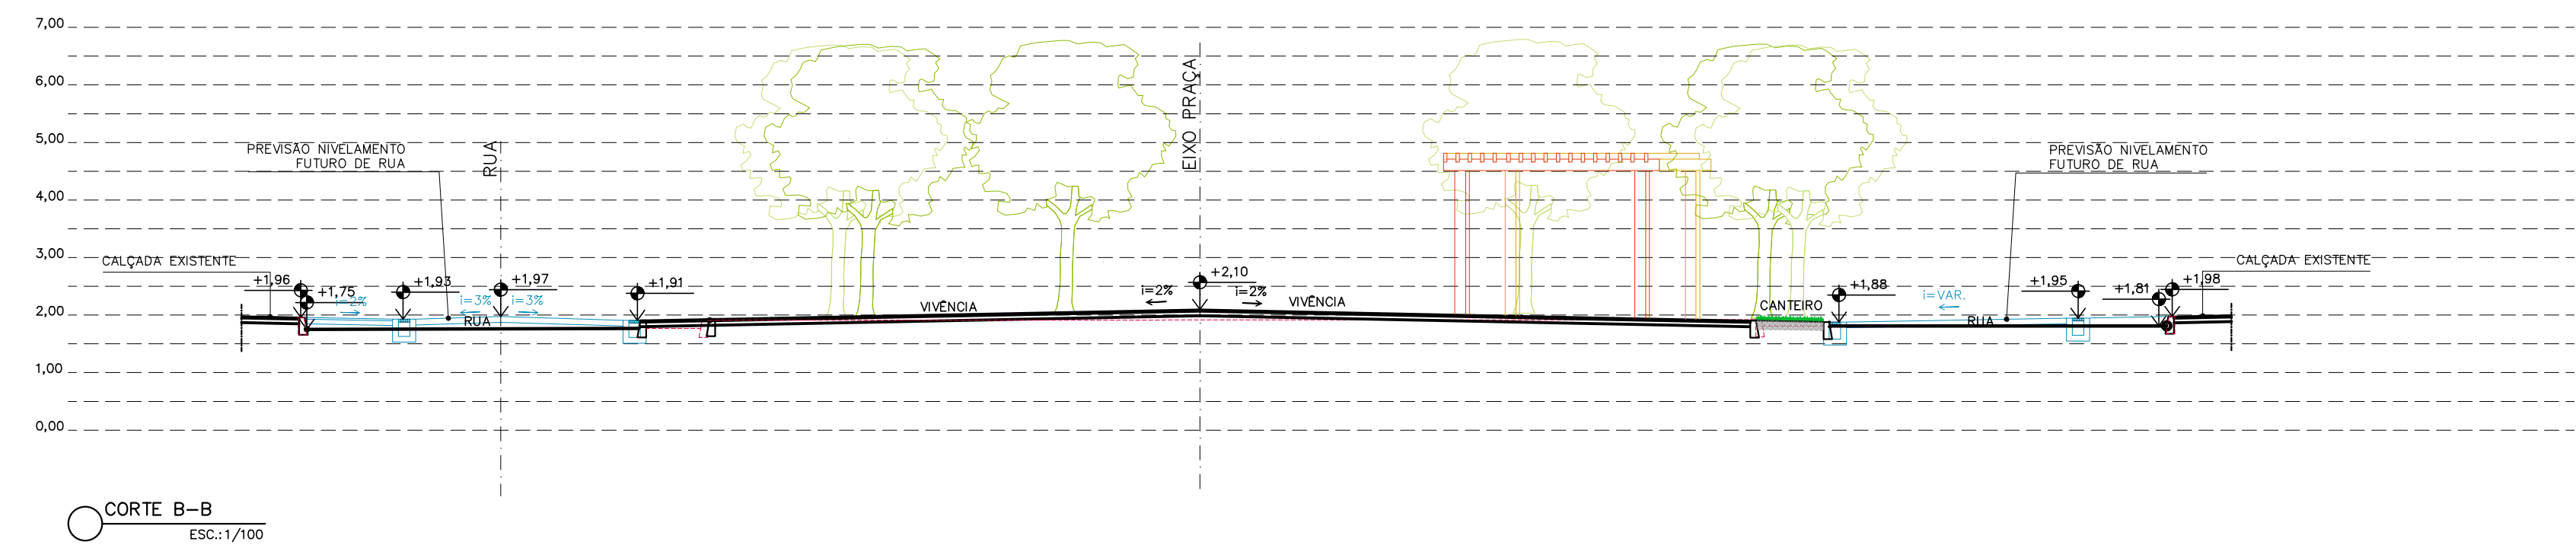 7,00
6,00
5,00
4,00
3,00
2,00
1,00
0,00
PREVISÃO NIVELAMENTO
FUTURO DE RUA
RUA
EIXO PRAÇA
PREVISÃO NIVELAMENTO
FUTURO DE RUA
CALÇADA EXISTENTE
+1,96
+1,75
i=2%
+1,93
i=3%
+1,97
i=3%
RUA
+1,91
VIVÊNCIA
i=2%
+2,10
i=2%
VIVÊNCIA
CANTEIRO
+1,88
i=VAR.
RUA
+1,95
+1,81
+1,98
CALÇADA EXISTENTE
CORTE B-B
ESC.:1/100